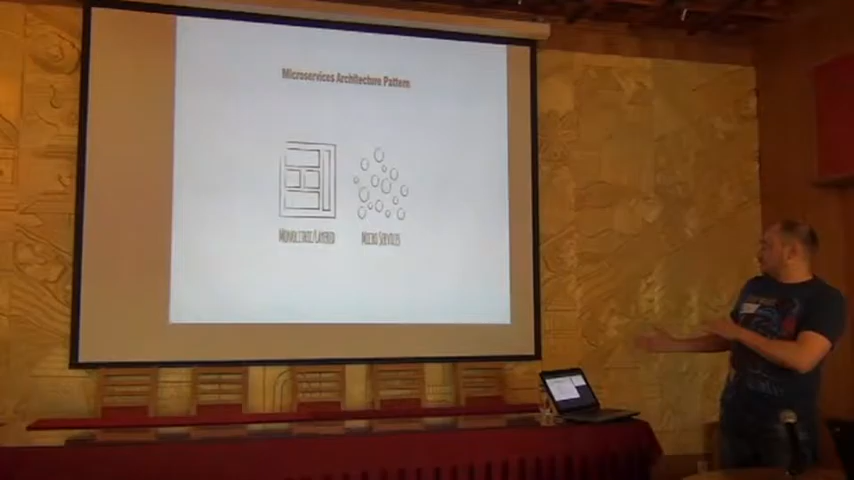 Microservices Architecture Pattern
Monolithic/Layered
Micro Services